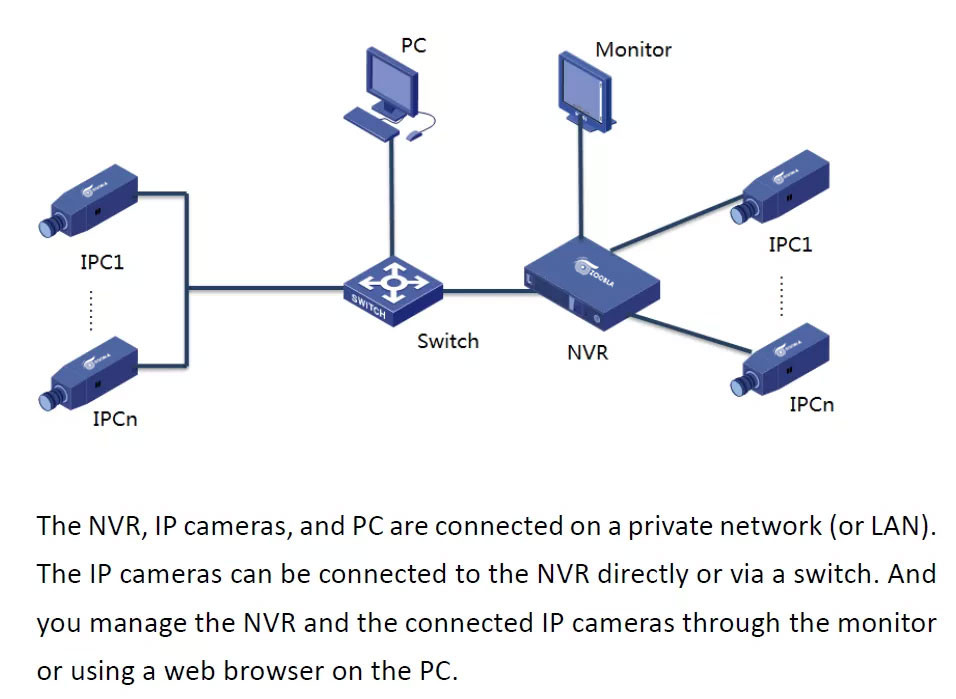 PC
Monitor
IPC1
IPC1
SWITCH
ZOOSLA
Switch
NVR
IPCn
IPCn
The NVR, IP cameras, and PC are connected on a private network (or LAN).
The IP cameras can be connected to the NVR directly or via a switch. And
you manage the NVR and the connected IP cameras through the monitor
or using a web browser on the PC.